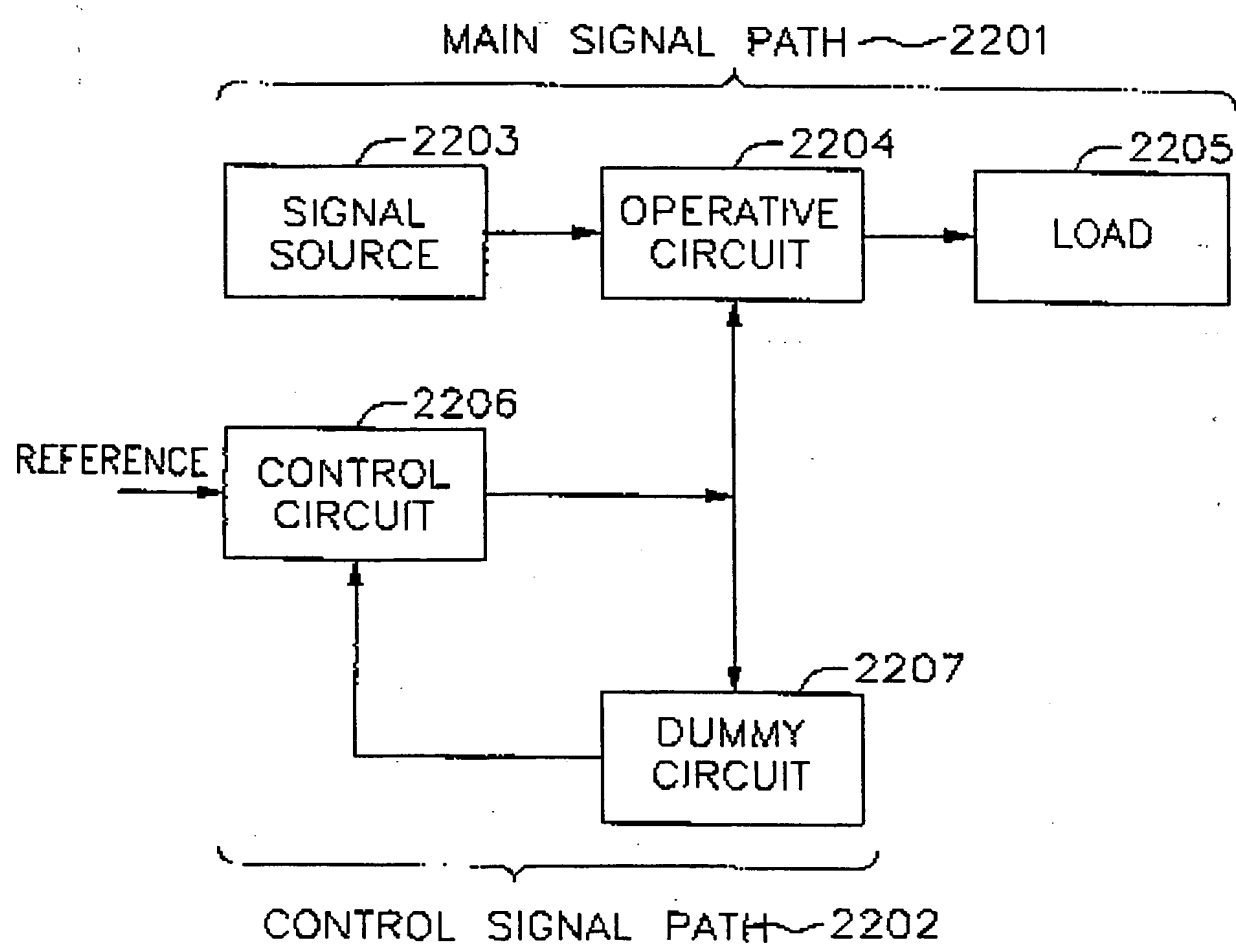 MAIN SIGNAL PATH 2201
2203
SIGNAL
SOURCE
2204
OPERATIVE
CIRCUIT
2205
LOAD
2206
REFERENCE
CONTROL
CIRCUIT
2207
DUMMY
CIRCUIT
CONTROL SIGNAL PATH 2202